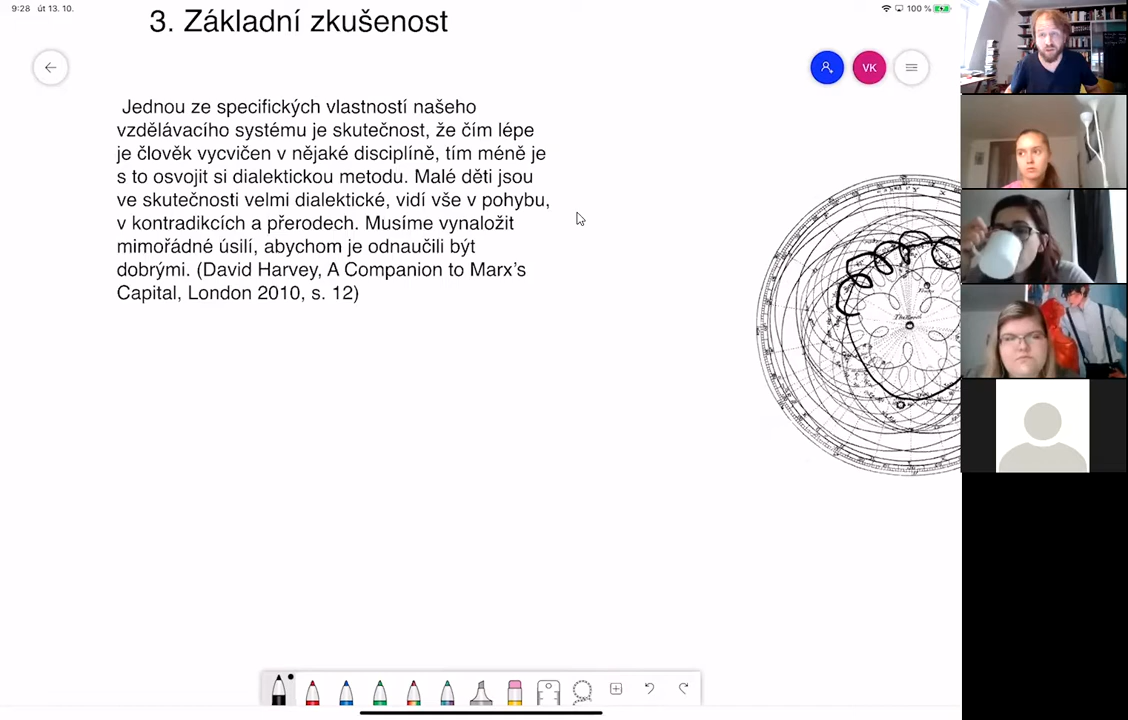 9:28 út 13. 10.
100 %
3. Základní zkušenost
VK
Jednou ze specifických vlastností našeho
vzdělávacího systému je skutečnost, že čím lépe
je člověk vycvičen v nějaké disciplíně, tím méně je
s to osvojit si dialektickou metodu. Malé děti jsou
ve skutečnosti velmi dialektické, vidí vše v pohybu,
v kontradikcích a přerodech. Musíme vynaložit
mimořádné úsilí, abychom je odnaučili být
dobrými. (David Harvey, A Companion to Marx's
Capital, London 2010, s. 12)